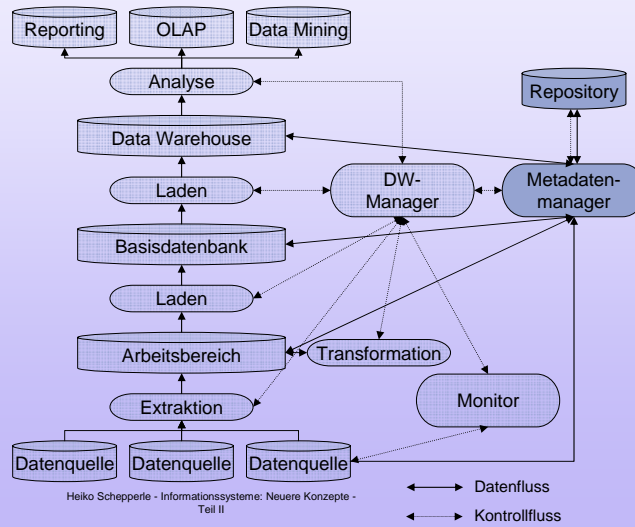 Reporting
OLAP
Data Mining
Analyse
Repository
Data Warehouse
Laden
DW-
Manager
Metadaten-
manager
Basisdatenbank
Laden
Arbeitsbereich
Transformation
Extraktion
Monitor
Datenquelle
Datenquelle
Datenquelle
Heiko Schepperle - Informationssysteme: Neuere Konzepte -
Teil II
Datenfluss
Kontrollfluss